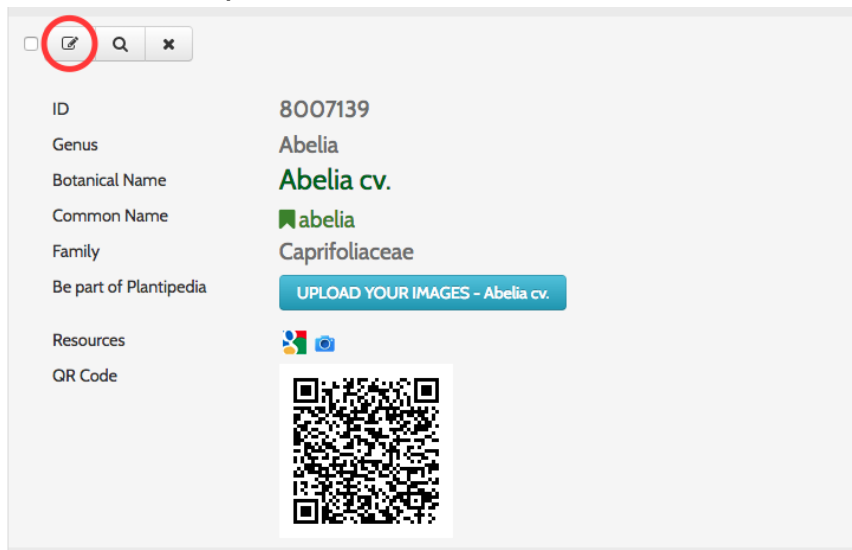 ID 8007139
Genus Abelia
Botanical Name Abelia cv.
Common Name abelia
Family Caprifoliaceae
Be part of Plantipedia UPLOAD YOUR IMAGES - Abelia cv.
Resources
QR Code